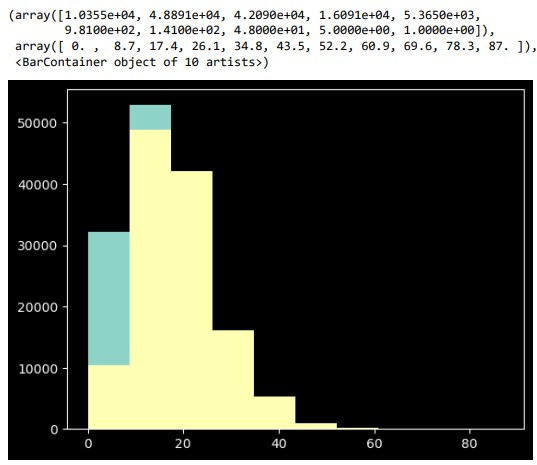 (array([1.0355e+04, 4.8891e+04, 4.2090e+04, 1.6091e+04, 5.3650e+03,
9.8100e+02, 1.4100e+02, 4.8000e+01, 5.0000e+00, 1.0000e+00]),
array([ 0. ,  8.7, 17.4, 26.1, 34.8, 43.5, 52.2, 60.9, 69.6, 78.3, 87. ]),
<BarContainer object of 10 artists>)
50000
40000
30000
20000
10000
0
0 20 40 60 80